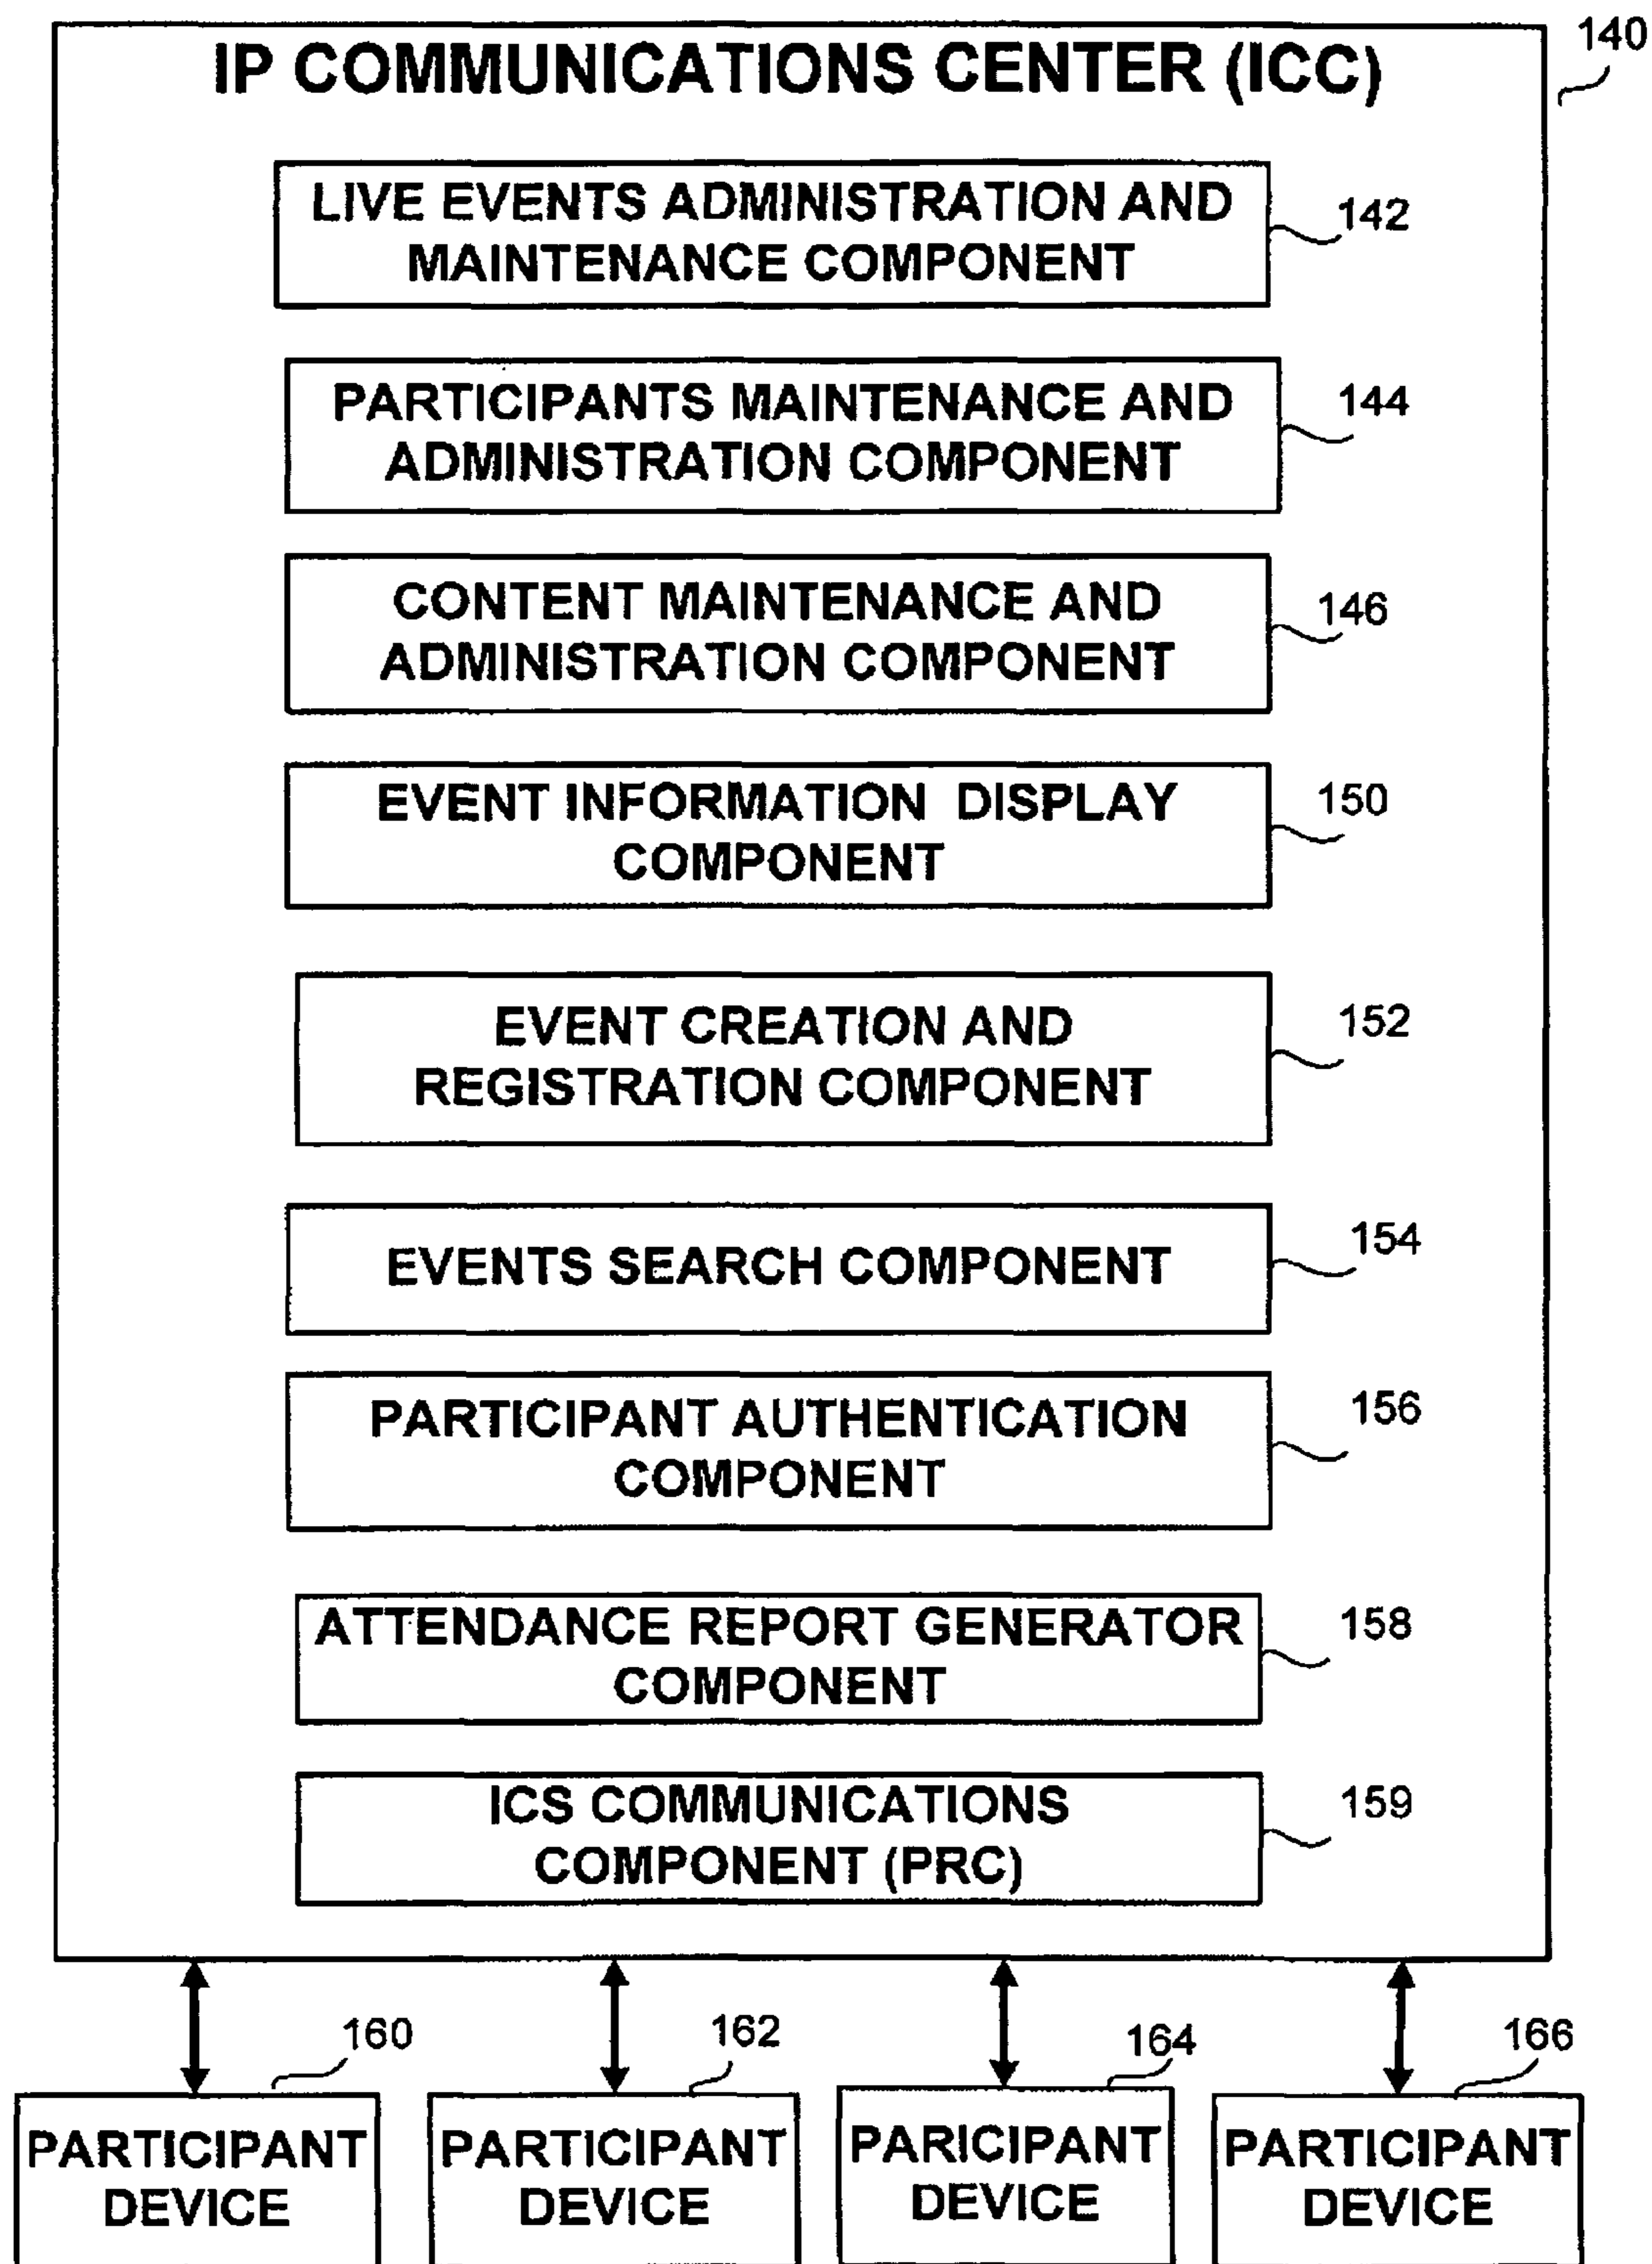 140
IP COMMUNICATIONS CENTER (ICC)
LIVE EVENTS ADMINISTRATION AND
MAINTENANCE COMPONENT
142
PARTICIPANTS MAINTENANCE AND
ADMINISTRATION COMPONENT
144
CONTENT MAINTENANCE AND
ADMINISTRATION COMPONENT
146
EVENT INFORMATION DISPLAY
COMPONENT
150
EVENT CREATION AND
REGISTRATION COMPONENT
152
EVENTS SEARCH COMPONENT
154
PARTICIPANT AUTHENTICATION
COMPONENT
156
ATTENDANCE REPORT GENERATOR
COMPONENT
158
ICS COMMUNICATIONS
COMPONENT (PRC)
159
160
PARTICIPANT
DEVICE
162
PARTICIPANT
DEVICE
164
PARICIPANT
DEVICE
166
PARTICIPANT
DEVICE